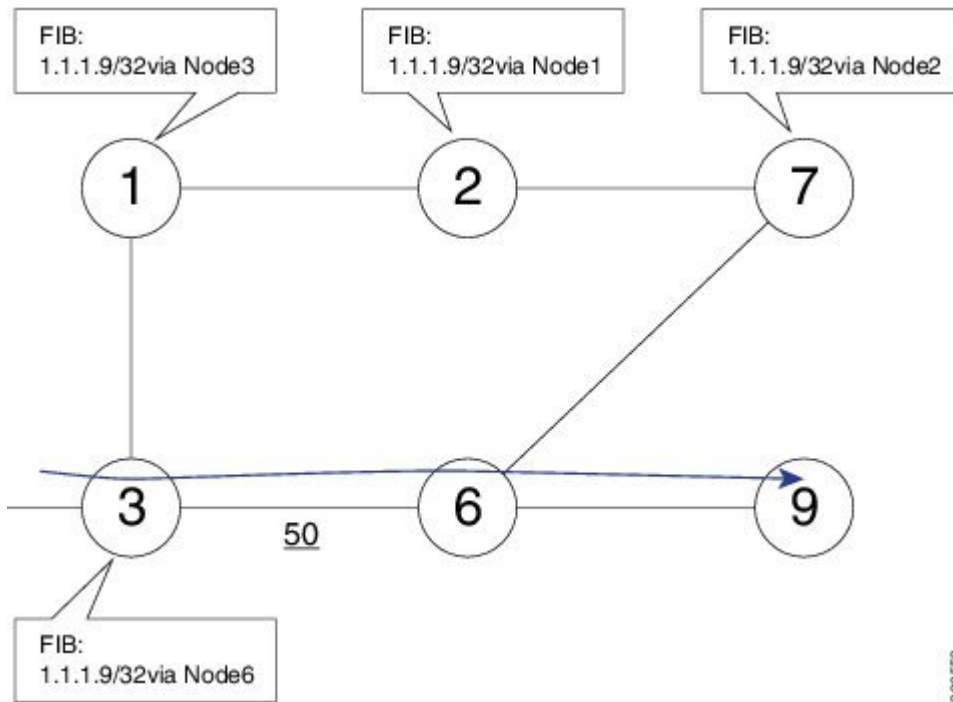 FIB:
1.1.1.9/32via Node3
FIB:
1.1.1.9/32via Node1
FIB:
1.1.1.9/32via Node2
1
2
7
3
6
9
50
FIB:
1.1.1.9/32via Node6